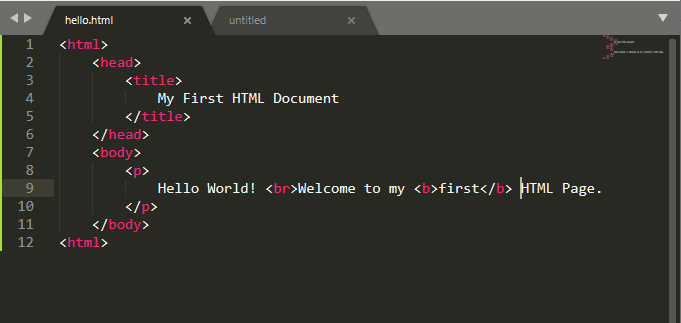 hello.html × untitled ×
1 <html>
2 <head>
3 <title>
4 My First HTML Document
5 </title>
6 </head>
7 <body>
8 <p>
9 Hello World! <br>Welcome to my <b>first</b> HTML Page.
10 </p>
11 </body>
12 <html>